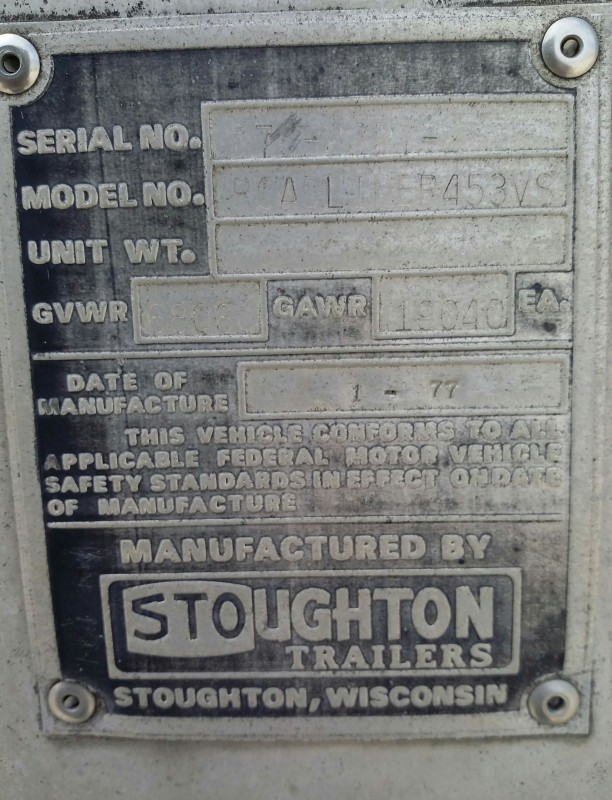 SERIAL NO.
MODEL NO.
UNIT WT.
GVWR GAWR 19040 EA.
DATE OF
MANUFACTURE 1 - 77
THIS VEHICLE CONFORMS TO ALL
APPLICABLE FEDERAL MOTOR VEHICLE
SAFETY STANDARDS IN EFFECT ON DATE
OF MANUFACTURE
MANUFACTURED BY
STOUGHTON
TRAILERS
STOUGHTON, WISCONSIN